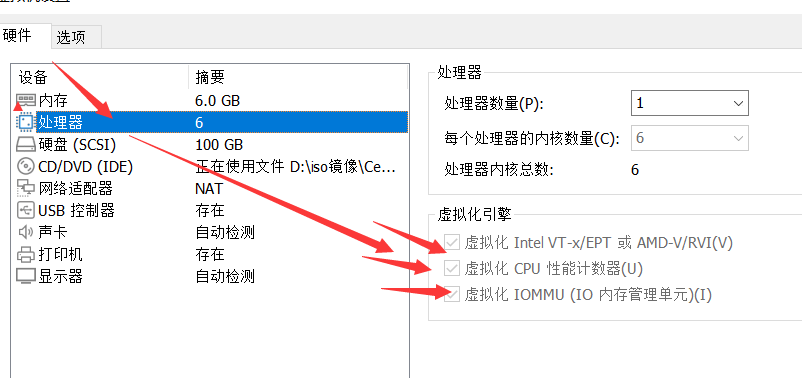 硬件 选项
设备 摘要
内存 6.0 GB
处理器 6
硬盘 (SCSI) 100 GB
CD/DVD (IDE) 正在使用文件 D:\iso镜像\Ce...
网络适配器 NAT
USB 控制器 存在
声卡 自动检测
打印机 存在
显示器 自动检测
处理器
处理器数量(P): 1
每个处理器的内核数量(C): 6
处理器内核总数: 6
虚拟化引擎
虚拟化 Intel VT-x/EPT 或 AMD-V/RVI(V)
虚拟化 CPU 性能计数器(U)
虚拟化 IOMMU (IO 内存管理单元)(I)